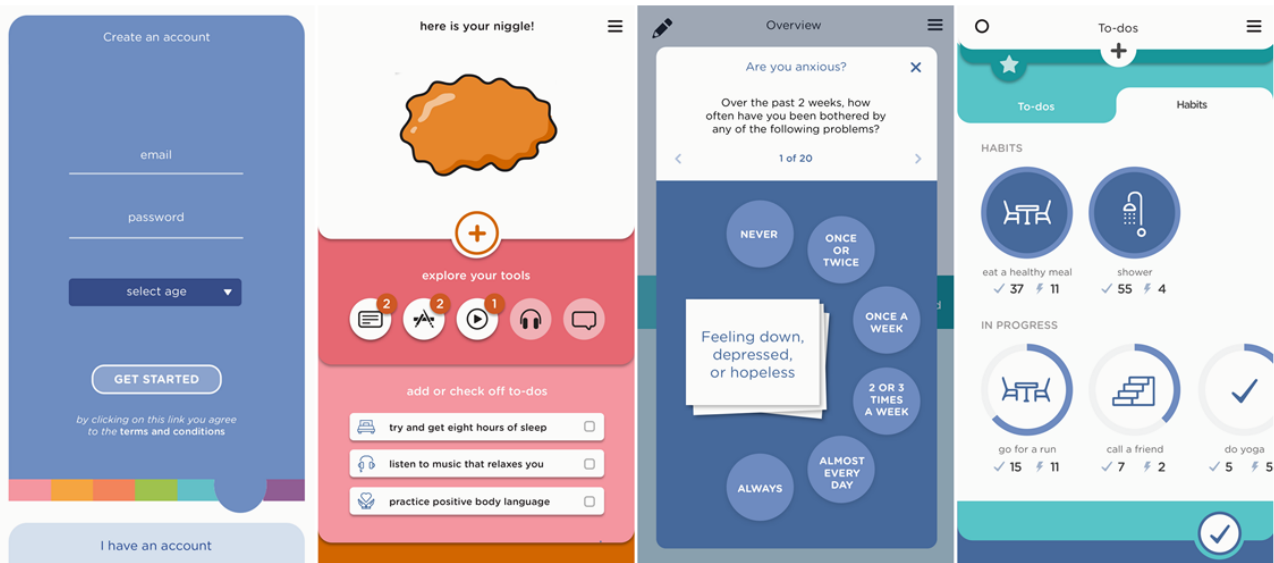 Create an account
email
password
select age
GET STARTED
by clicking on this link you agree
to the terms and conditions
I have an account
here is your niggle!
explore your tools
2
2
1
add or check off to-dos
try and get eight hours of sleep
listen to music that relaxes you
practice positive body language
Overview
Are you anxious?
Over the past 2 weeks, how
often have you been bothered by
any of the following problems?
1 of 20
NEVER
ONCE
OR
TWICE
ONCE A
WEEK
2 OR 3
TIMES
A WEEK
ALMOST
EVERY
DAY
ALWAYS
Feeling down,
depressed,
or hopeless
d
To-dos
To-dos
Habits
HABITS
eat a healthy meal
37 11
shower
55 4
IN PROGRESS
go for a run
15 11
call a friend
7 2
do yoga
5 5